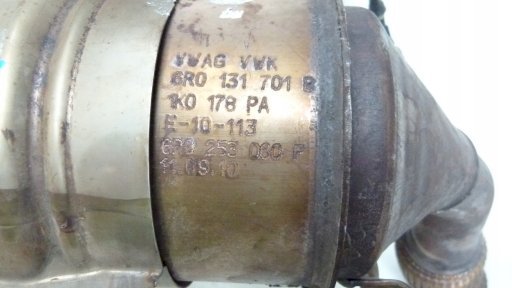 VWAG VWK
6R0 131 701 B
1K0 178 PA
E-10-113
6R0 253 060 F
11.09.10